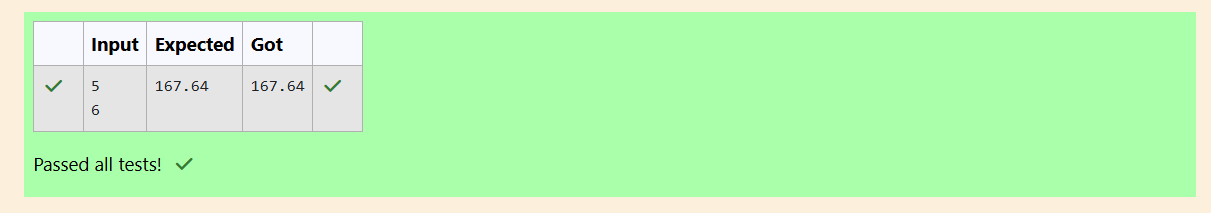 Input Expected Got
5 167.64 167.64
6
Passed all tests!